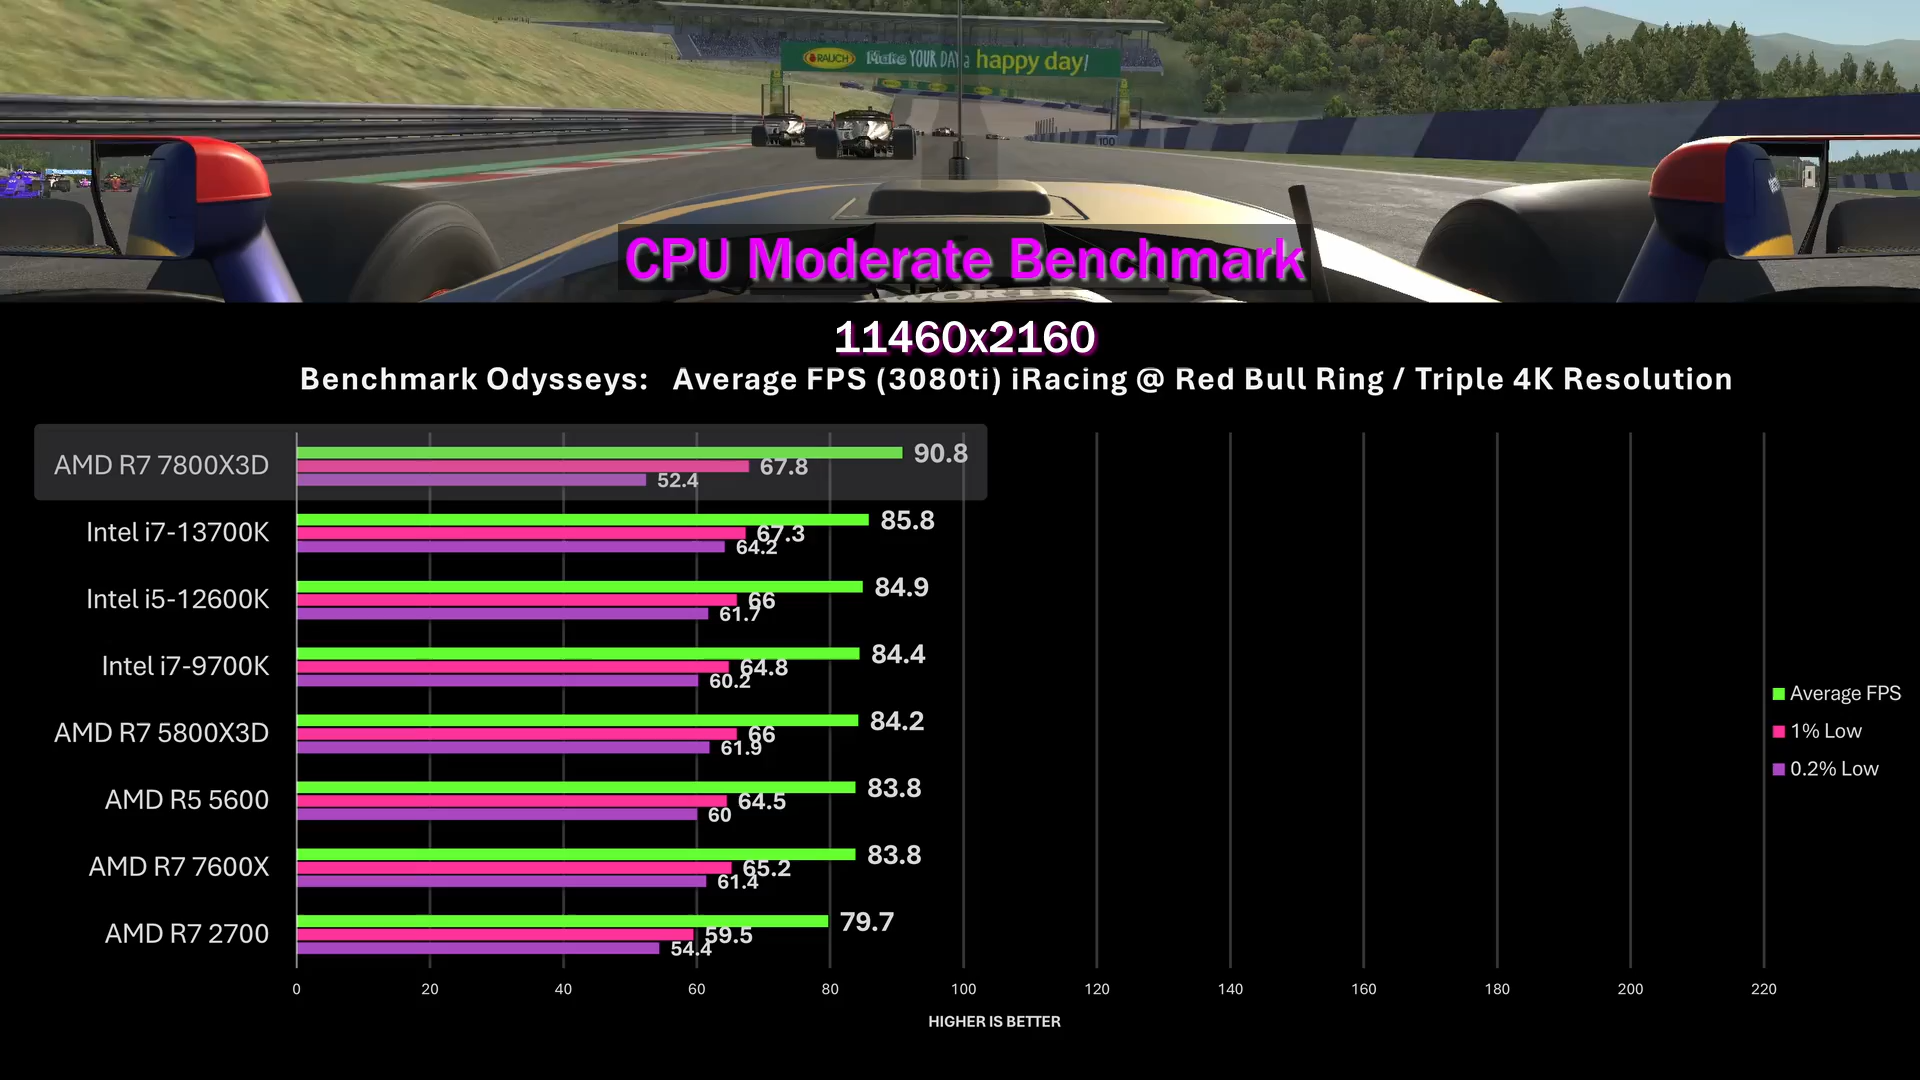 RAUCH Make YOUR DAY a happy day!
100
CPU Moderate Benchmark
11460x2160
Benchmark Odysseys: Average FPS (3080ti) iRacing @ Red Bull Ring / Triple 4K Resolution
AMD R7 7800X3D
90.8
67.8
52.4
Intel i7-13700K
85.8
67.3
64.2
Intel i5-12600K
84.9
66
61.7
Intel i7-9700K
84.4
64.8
60.2
AMD R7 5800X3D
84.2
66
61.9
AMD R5 5600
83.8
64.5
60
AMD R7 7600X
83.8
65.2
61.4
AMD R7 2700
79.7
59.5
54.4
Average FPS
1% Low
0.2% Low
0 20 40 60 80 100 120 140 160 180 200 220
HIGHER IS BETTER